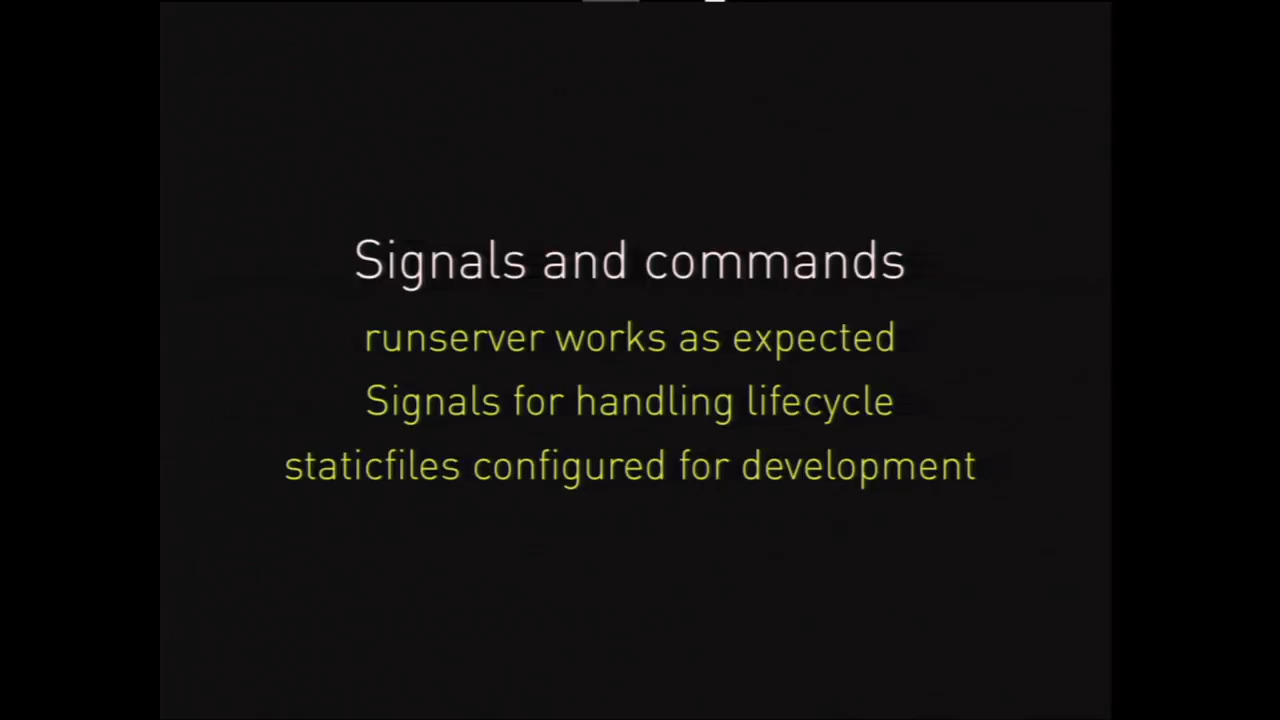 Signals and commands
runserver works as expected
Signals for handling lifecycle
staticfiles configured for development